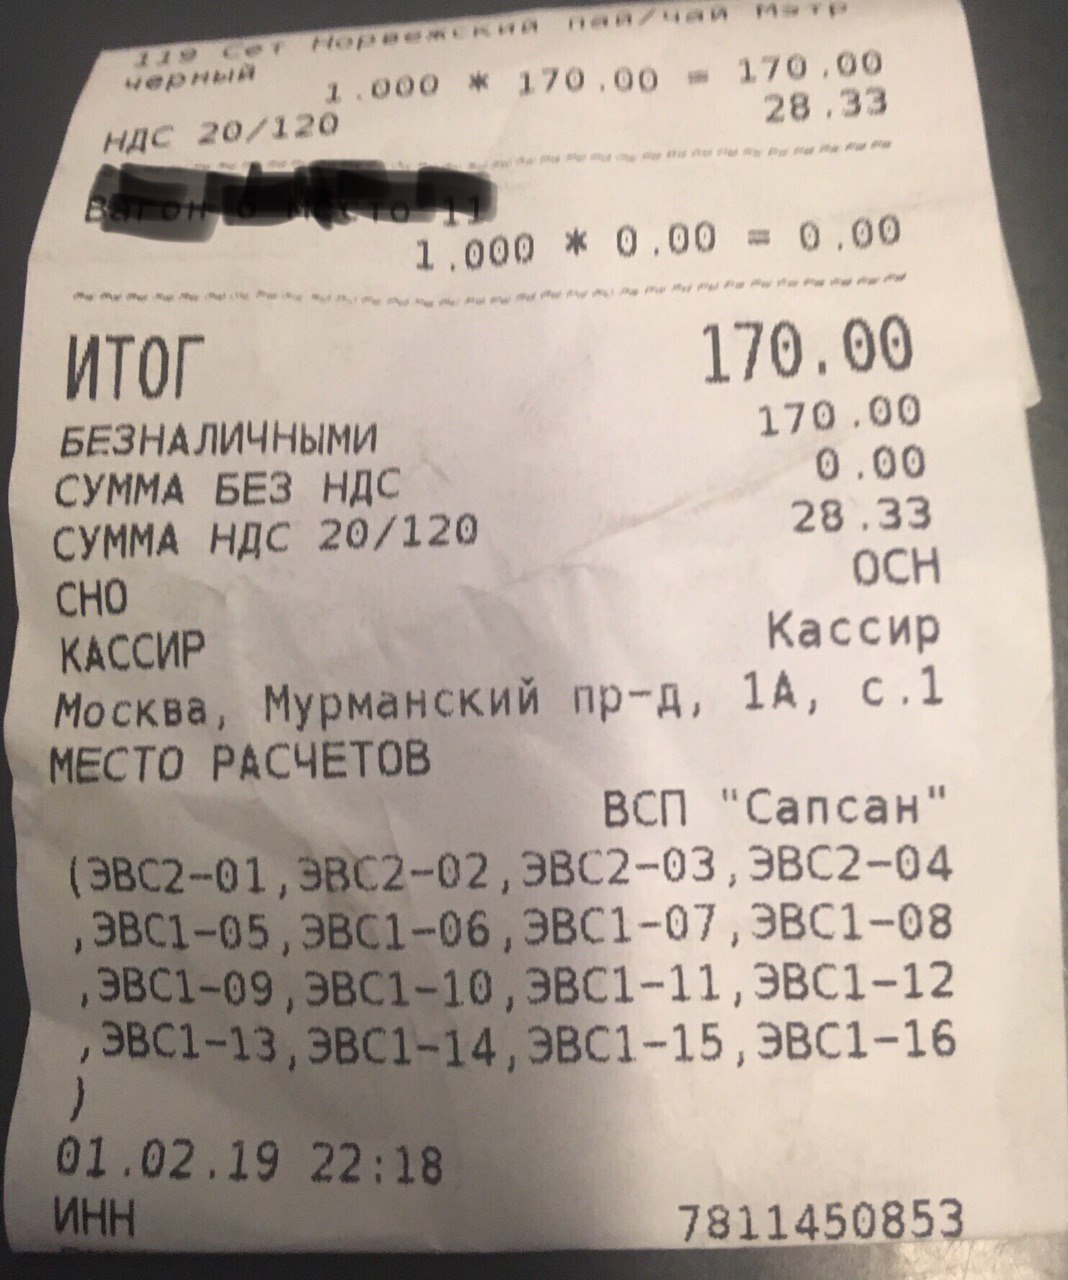 119 Сет Норвежский пай/чай Мэтр
черный
1.000 * 170.00 = 170.00
НДС 20/120 28.33
1.000 * 0.00 = 0.00
ИТОГ 170.00
БЕЗНАЛИЧНЫМИ 170.00
СУММА БЕЗ НДС 0.00
СУММА НДС 20/120 28.33
СНО ОСН
КАССИР Кассир
Москва, Мурманский пр-д, 1А, с.1
МЕСТО РАСЧЕТОВ
ВСП "Сапсан"
(ЭВС2-01,ЭВС2-02,ЭВС2-03,ЭВС2-04
,ЭВС1-05,ЭВС1-06,ЭВС1-07,ЭВС1-08
,ЭВС1-09,ЭВС1-10,ЭВС1-11,ЭВС1-12
,ЭВС1-13,ЭВС1-14,ЭВС1-15,ЭВС1-16
)
01.02.19 22:18
ИНН 7811450853